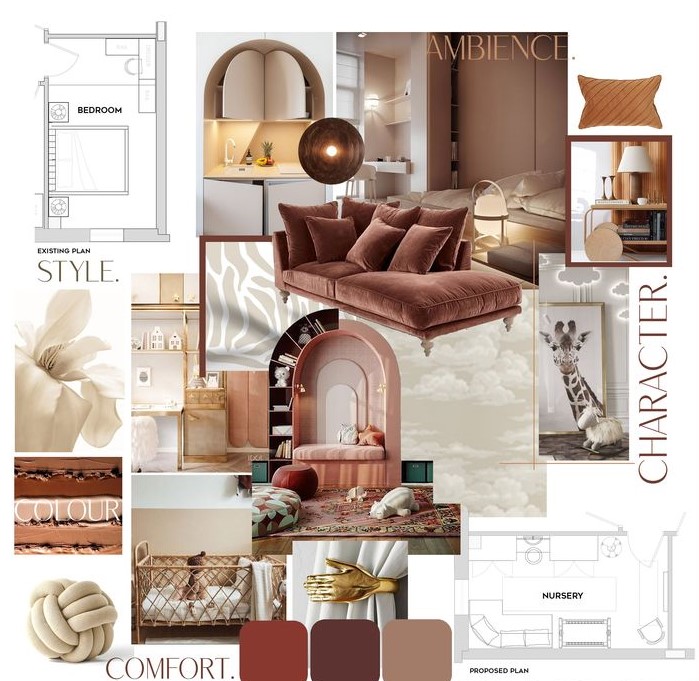 AMBIENCE.
BEDROOM
EXISTING PLAN
STYLE.
CHARACTER.
COLOUR
NURSERY
PROPOSED PLAN
COMFORT.